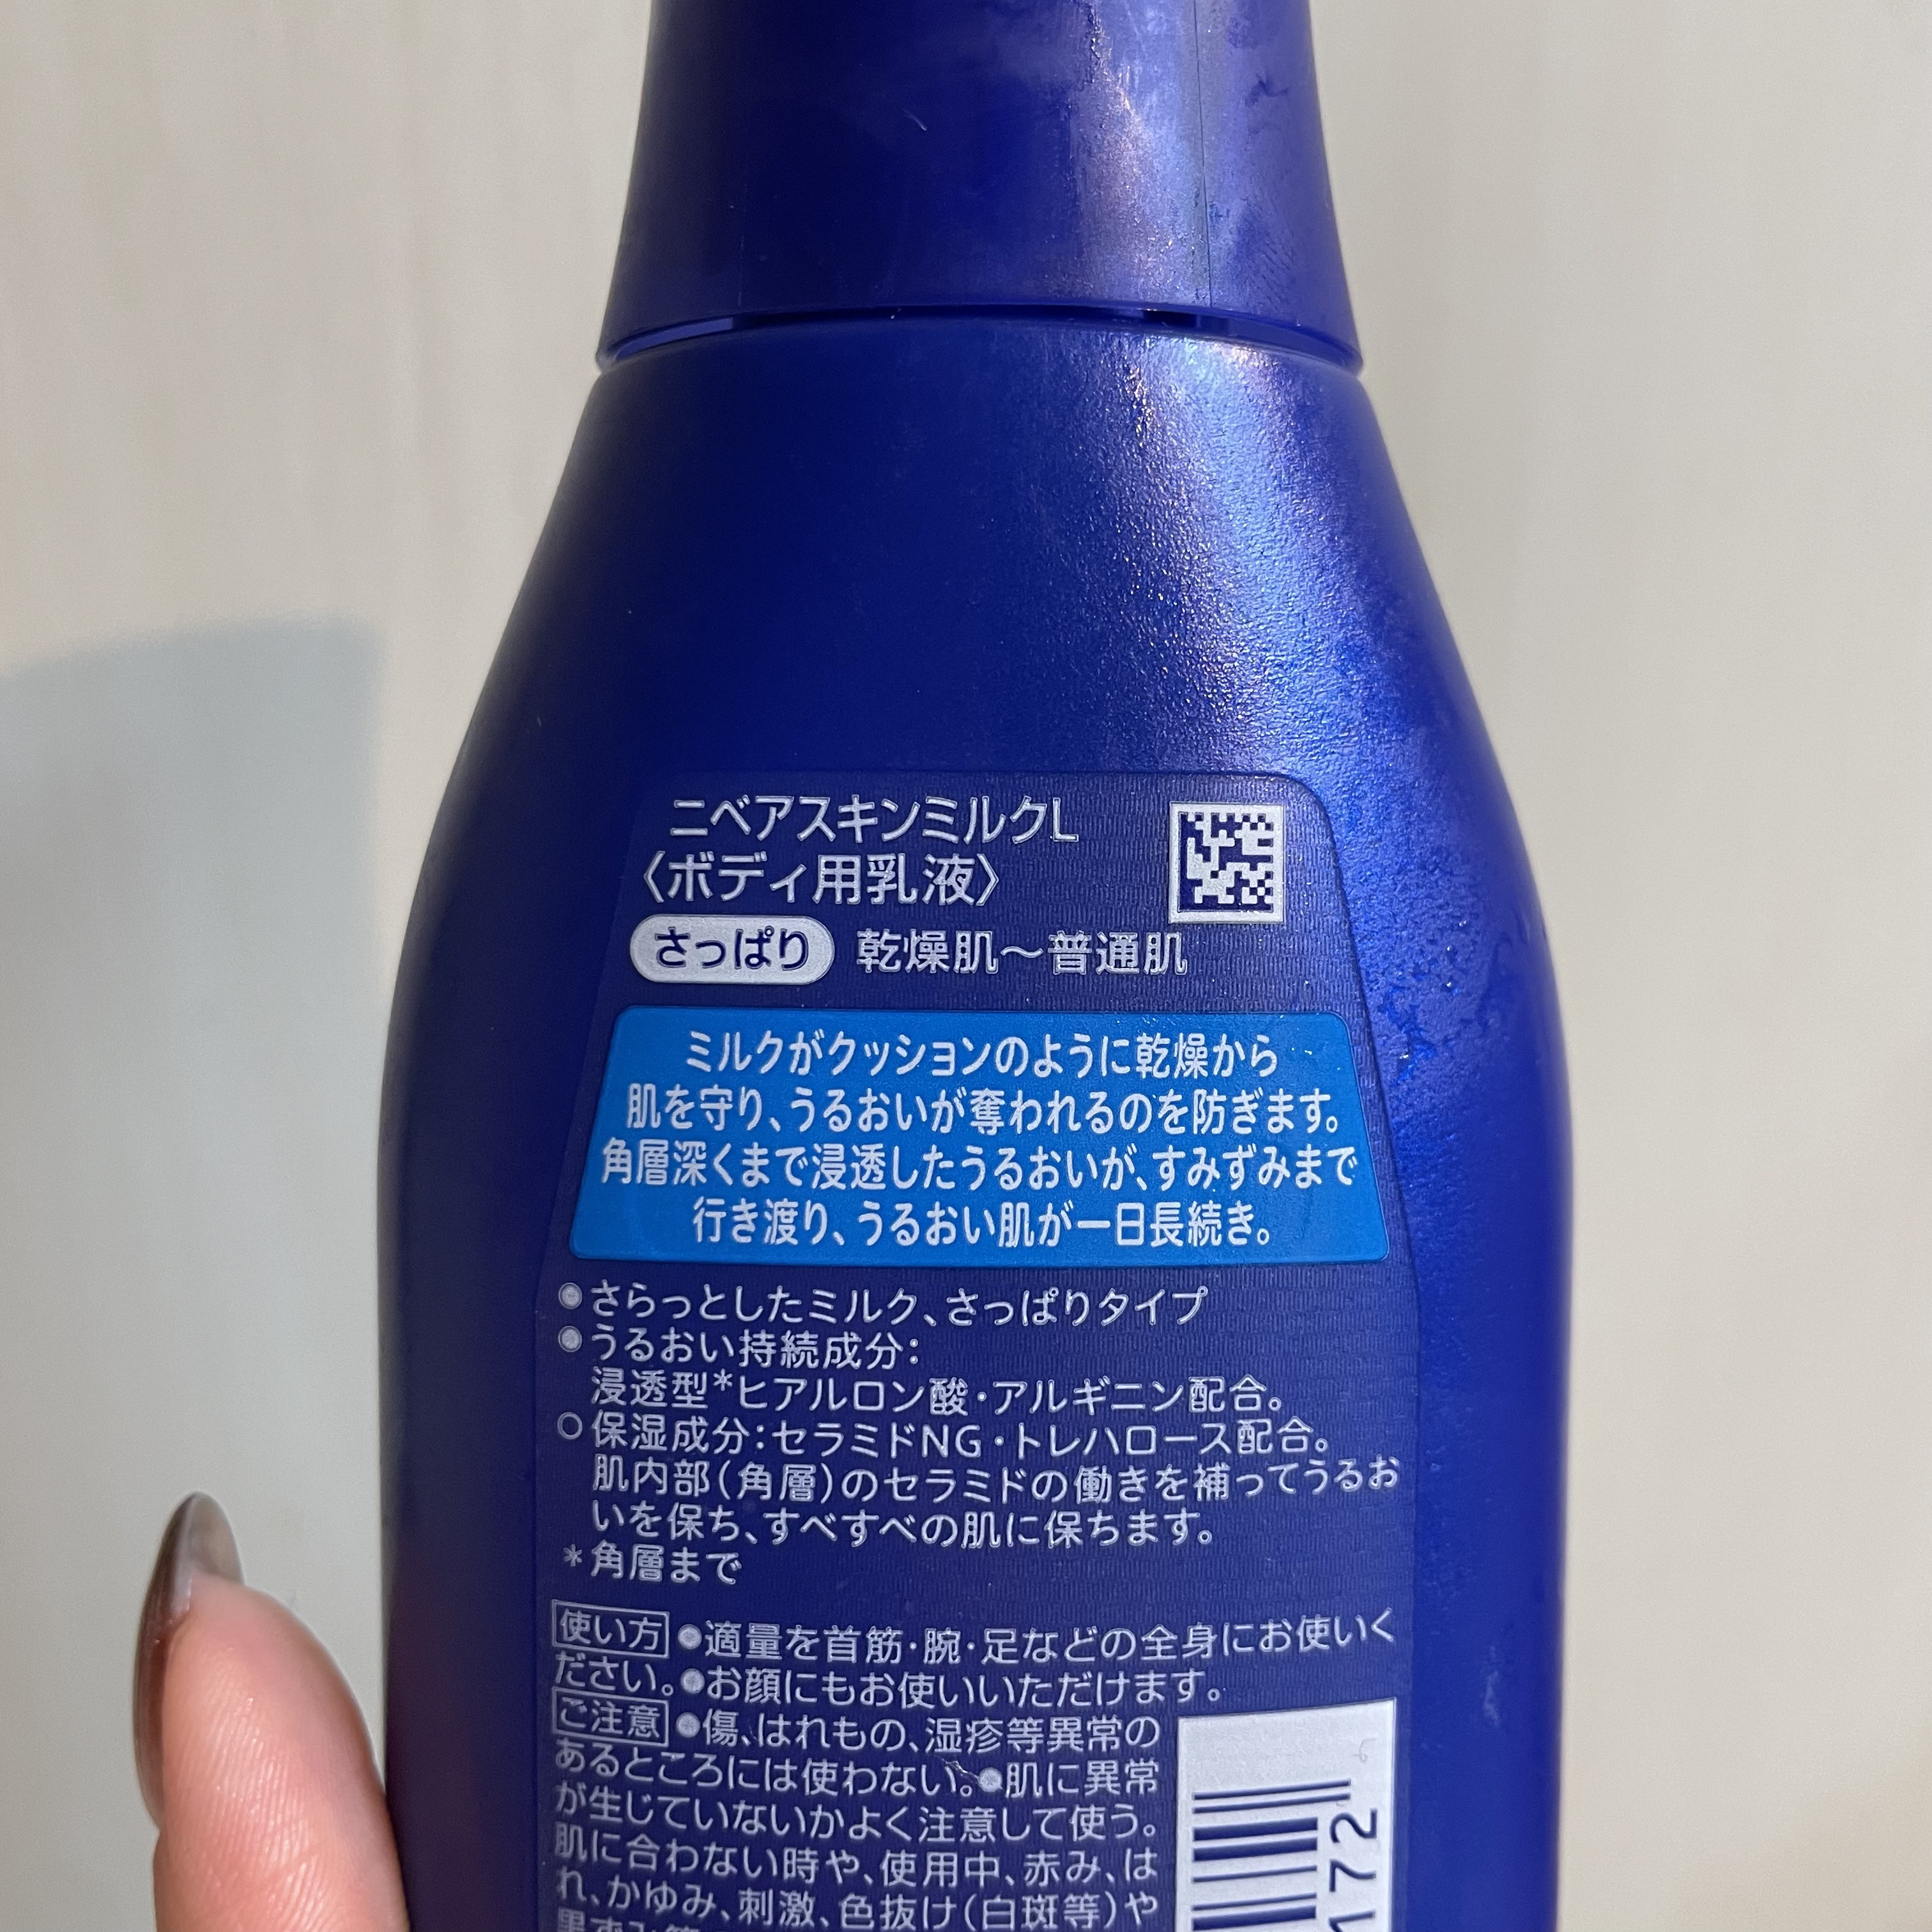 ニベアスキンミルクL
〈ボディ用乳液〉
さっぱり 乾燥肌～普通肌
ミルクがクッションのように乾燥から
肌を守り、うるおいが奪われるのを防ぎます。
角層深くまで浸透したうるおいが、すみずみまで
行き渡り、うるおい肌が一日長続き。
●さらっとしたミルク、さっぱりタイプ
●うるおい持続成分：
浸透型*ヒアルロン酸・アルギニン配合。
○保湿成分：セラミドNG・トレハロース配合。
肌内部（角層）のセラミドの働きを補ってうるお
いを保ち、すべすべの肌に保ちます。
*角層まで
使い方 ●適量を首筋・腕・足などの全身にお使いく
ださい。●お顔にもお使いいただけます。
ご注意 ●傷、はれもの、湿疹等異常の
あるところには使わない。●肌に異常
が生じていないかよく注意して使う。
肌に合わない時や、使用中、赤み、は
れ、かゆみ、刺激、色抜け（白斑等）や
172